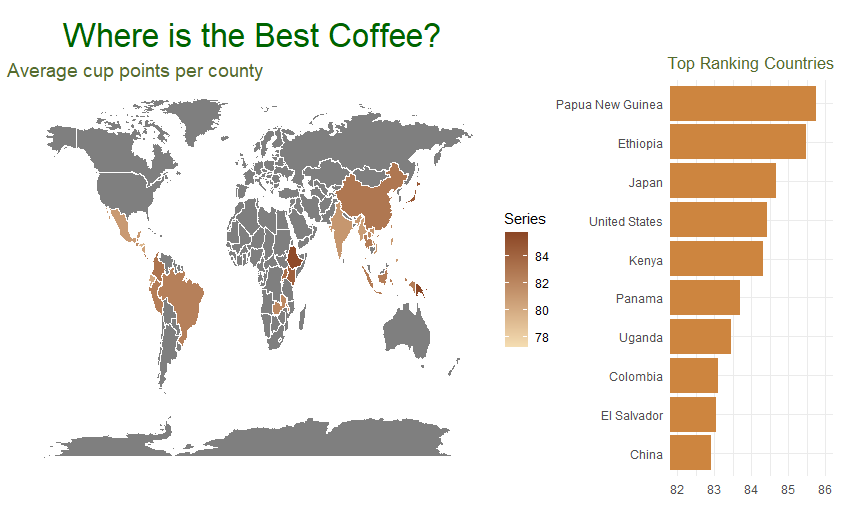 Where is the Best Coffee?
Average cup points per county
Series
84
82
80
78
Top Ranking Countries
Papua New Guinea
Ethiopia
Japan
United States
Kenya
Panama
Uganda
Colombia
El Salvador
China
82 83 84 85 86